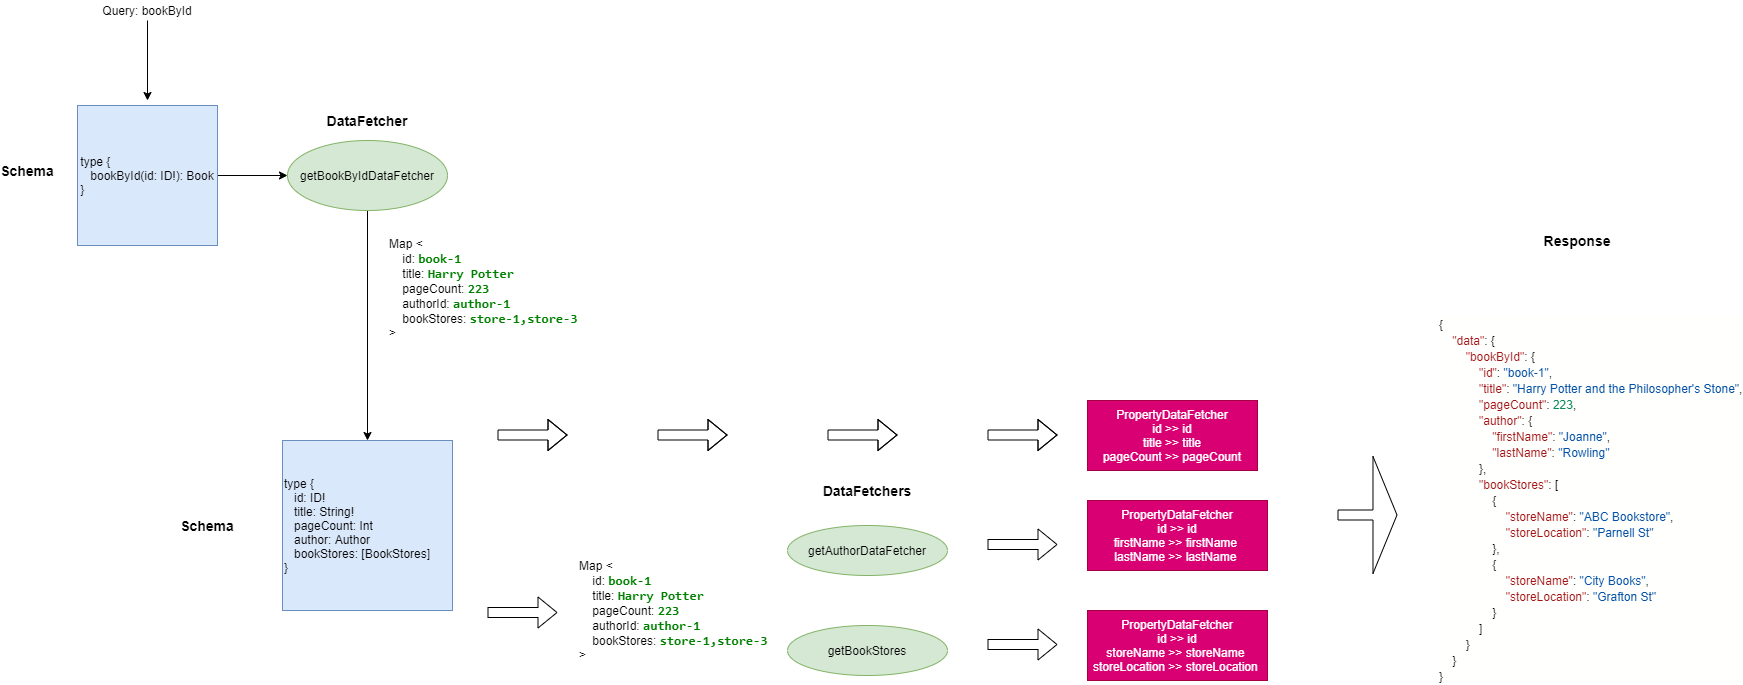 Query: bookById
Schema
type {
bookById(id: ID!): Book
}
DataFetcher
getBookByIdDataFetcher
Map <
id: book-1
title: Harry Potter
pageCount: 223
authorId: author-1
bookStores: store-1,store-3
>
Schema
type {
id: ID!
title: String!
pageCount: Int
author: Author
bookStores: [BookStores]
}
Map <
id: book-1
title: Harry Potter
pageCount: 223
authorId: author-1
bookStores: store-1,store-3
>
DataFetchers
getAuthorDataFetcher
getBookStores
PropertyDataFetcher
id >> id
title >> title
pageCount >> pageCount
PropertyDataFetcher
id >> id
firstName >> firstName
lastName >> lastName
PropertyDataFetcher
id >> id
storeName >> storeName
storeLocation >> storeLocation
Response
{
"data": {
"bookById": {
"id": "book-1",
"title": "Harry Potter and the Philosopher's Stone",
"pageCount": 223,
"author": {
"firstName": "Joanne",
"lastName": "Rowling"
},
"bookStores": [
{
"storeName": "ABC Bookstore",
"storeLocation": "Parnell St"
},
{
"storeName": "City Books",
"storeLocation": "Grafton St"
}
]
}
}
}